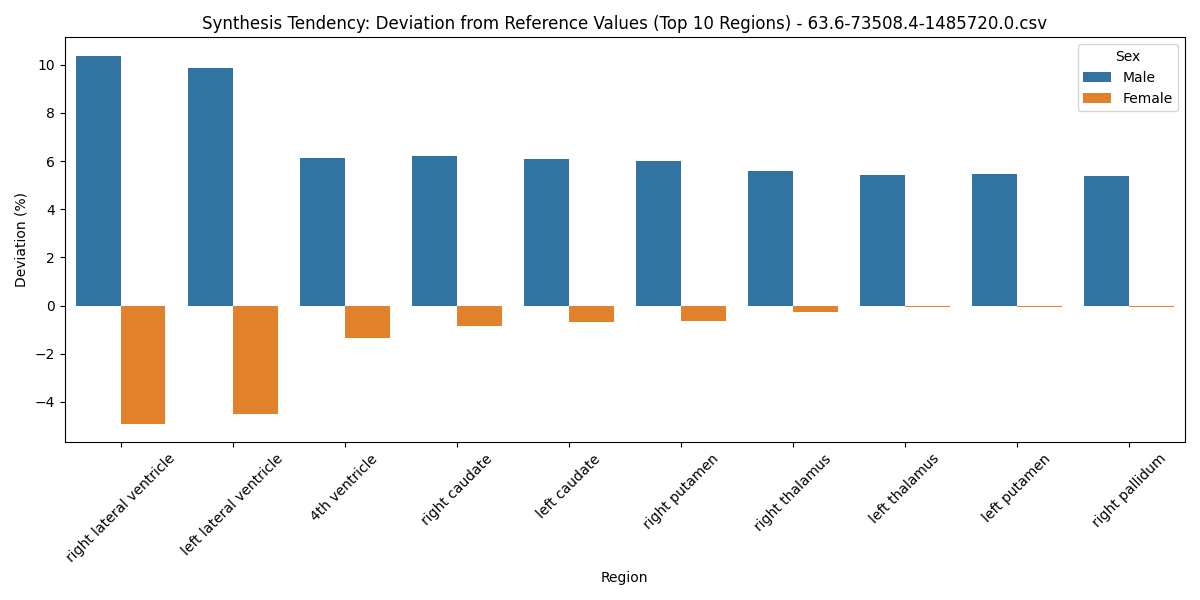 Synthesis Tendency: Deviation from Reference Values (Top 10 Regions) - 63.6-73508.4-1485720.0.csv
Sex
Male
Female
Deviation (%)
10
8
6
4
2
0
−2
−4
right lateral ventricle
left lateral ventricle
4th ventricle
right caudate
left caudate
right putamen
right thalamus
left thalamus
left putamen
right pallidum
Region